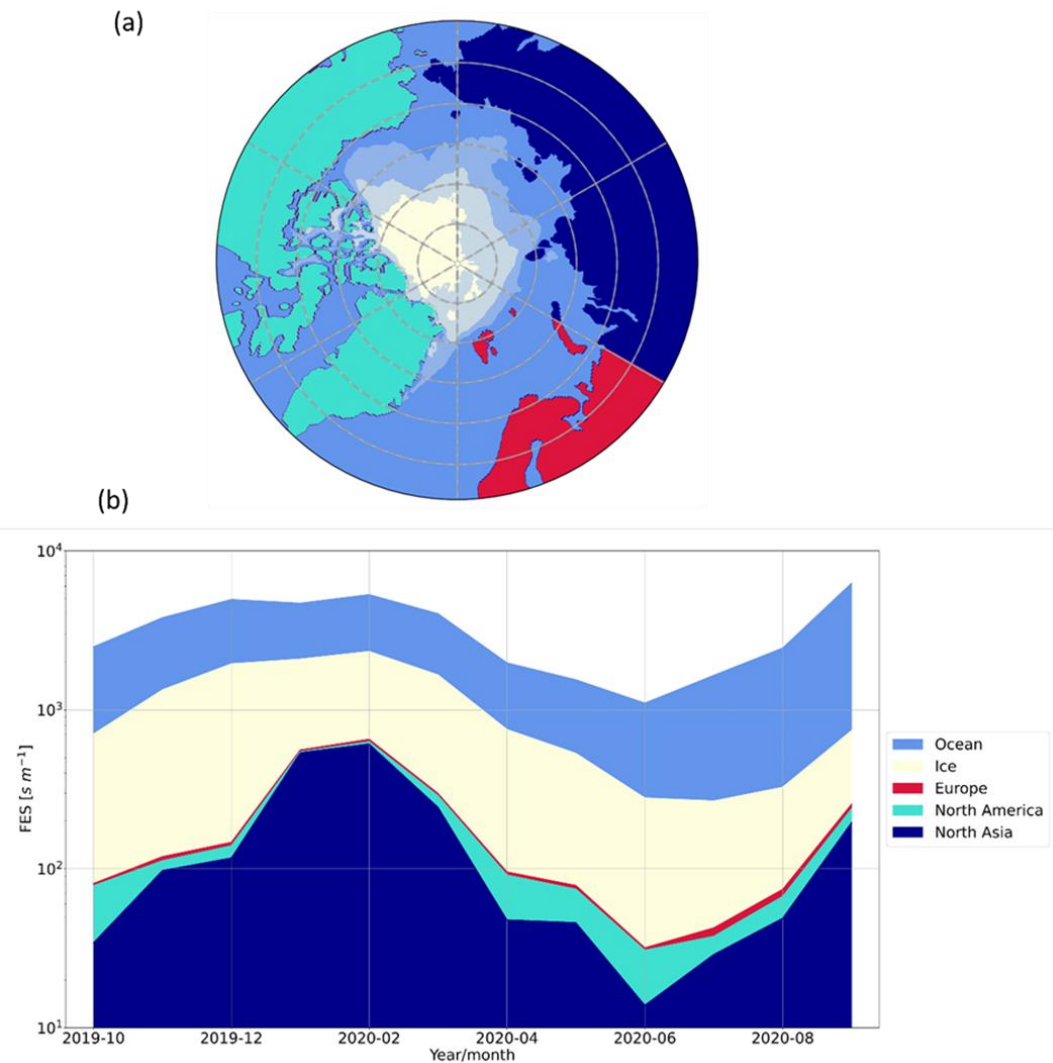 (a)
(b)
10⁴
10³
10²
10¹
FES [s m⁻¹]
2019-10 2019-12 2020-02 2020-04 2020-06 2020-08
Year/month
Ocean
Ice
Europe
North America
North Asia